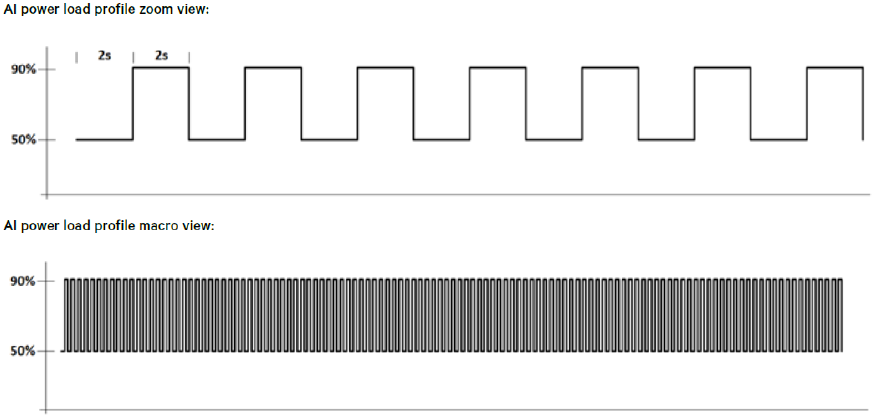 AI power load profile zoom view:
2s 2s
90%
50%
AI power load profile macro view:
90%
50%